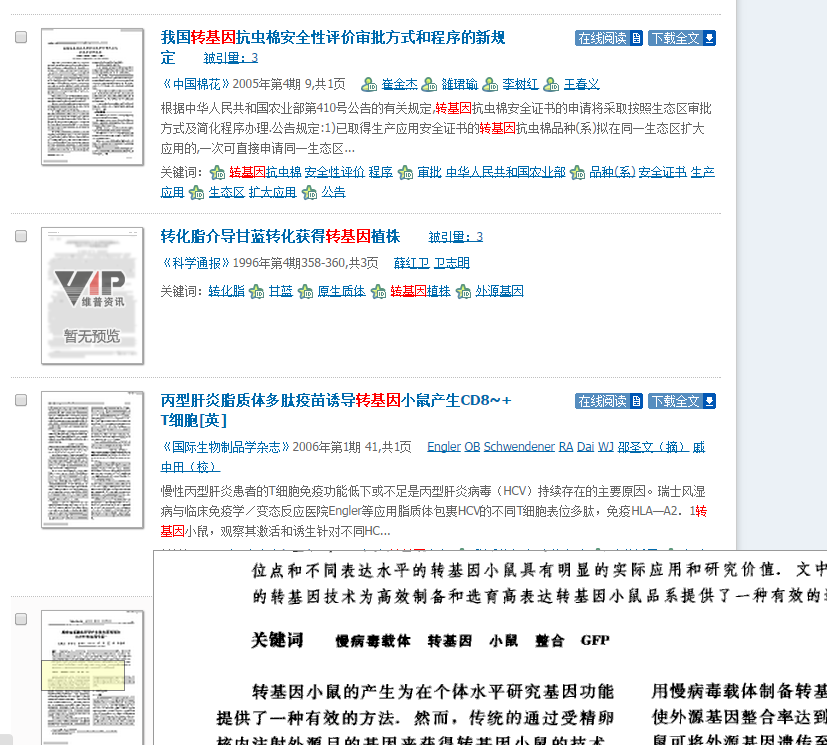 我国转基因抗虫棉安全性评价审批方式和程序的新规
定 被引量：3
在线阅读 下载全文
《中国棉花》2005年第4期 9,共1页 崔金杰 雒珺瑜 李树红 王春义
根据中华人民共和国农业部第410号公告的有关规定,转基因抗虫棉安全证书的申请将采取按照生态区审批
方式及简化程序办理.公告规定:1)已取得生产应用安全证书的转基因抗虫棉品种(系)拟在同一生态区扩大
应用的,一次可直接申请同一生态区...
关键词： 转基因抗虫棉 安全性评价 程序 审批 中华人民共和国农业部 品种(系) 安全证书 生产
应用 生态区 扩大应用 公告
转化脂介导甘蓝转化获得转基因植株 被引量：3
《科学通报》1996年第4期358-360,共3页 薛红卫 卫志明
关键词： 转化脂 甘蓝 原生质体 转基因植株 外源基因
VIP
维普资讯
暂无预览
丙型肝炎脂质体多肽疫苗诱导转基因小鼠产生CD8~+
T细胞[英]
在线阅读 下载全文
《国际生物制品学杂志》2006年第1期 41,共1页 Engler OB Schwendener RA Dai WJ 邵圣文（摘） 戚
中田（校）
慢性丙型肝炎患者的T细胞免疫功能低下或不足是丙型肝炎病毒（HCV）持续存在的主要原因。瑞士风湿
病与临床免疫学／变态反应医院Engler等应用脂质体包裹HCV的不同T细胞表位多肽，免疫HLA—A2．1转
基因小鼠，观察其激活和诱生针对不同HC...
位点和不同表达水平的转基因小鼠具有明显的实际应用和研究价值．文中
的转基因技术为高效制备和选育高表达转基因小鼠品系提供了一种有效的
关键词 慢病毒载体 转基因 小鼠 整合 GFP
转基因小鼠的产生为在个体水平研究基因功能
提供了一种有效的方法．然而，传统的通过受精卵
核内注射外源目的基因来获得转基因小鼠的技术
用慢病毒载体制备转基
使外源基因整合率达到
鼠可将外源基因遗传至